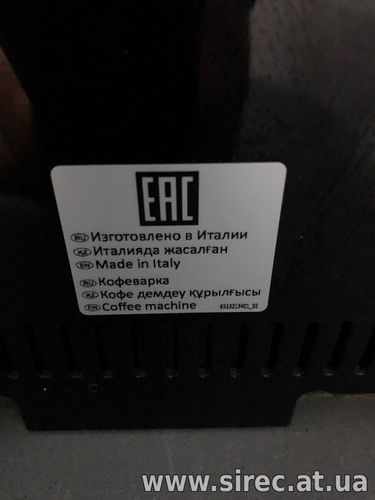 EAC
RU Изготовлено в Италии
KZ Италияда жасалған
EN Made in Italy
RU Кофеварка
KZ Кофе демдеу құрылғысы
EN Coffee machine 6513213401_02
www.sirec.at.ua